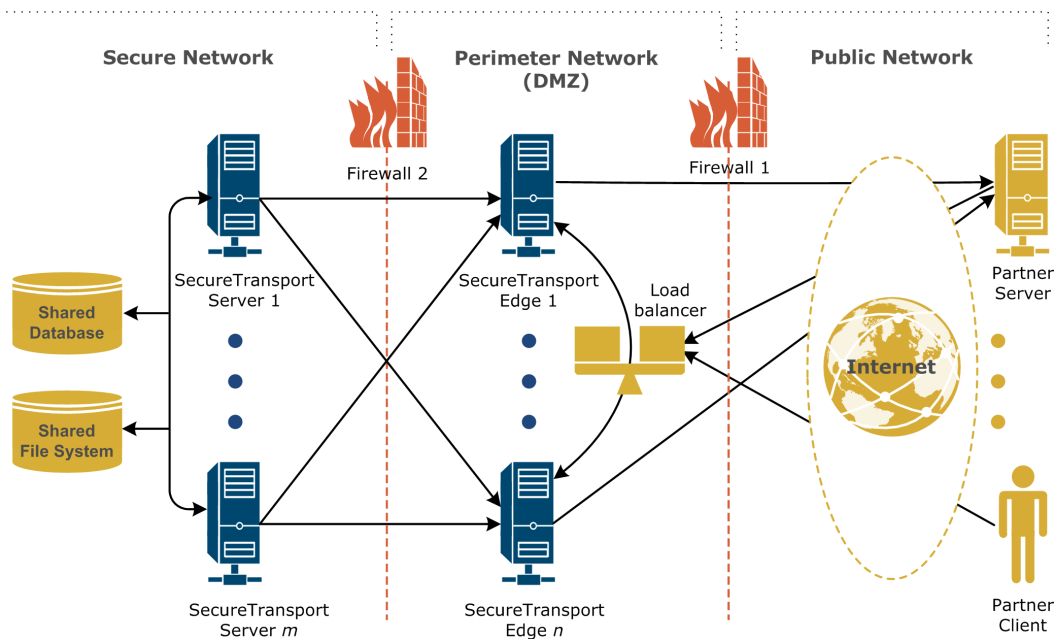 Secure Network
Perimeter Network
(DMZ)
Public Network
Firewall 2
Firewall 1
SecureTransport
Server 1
SecureTransport
Edge 1
Load
balancer
Partner
Server
Shared
Database
Internet
Shared
File System
SecureTransport
Server m
SecureTransport
Edge n
Partner
Client